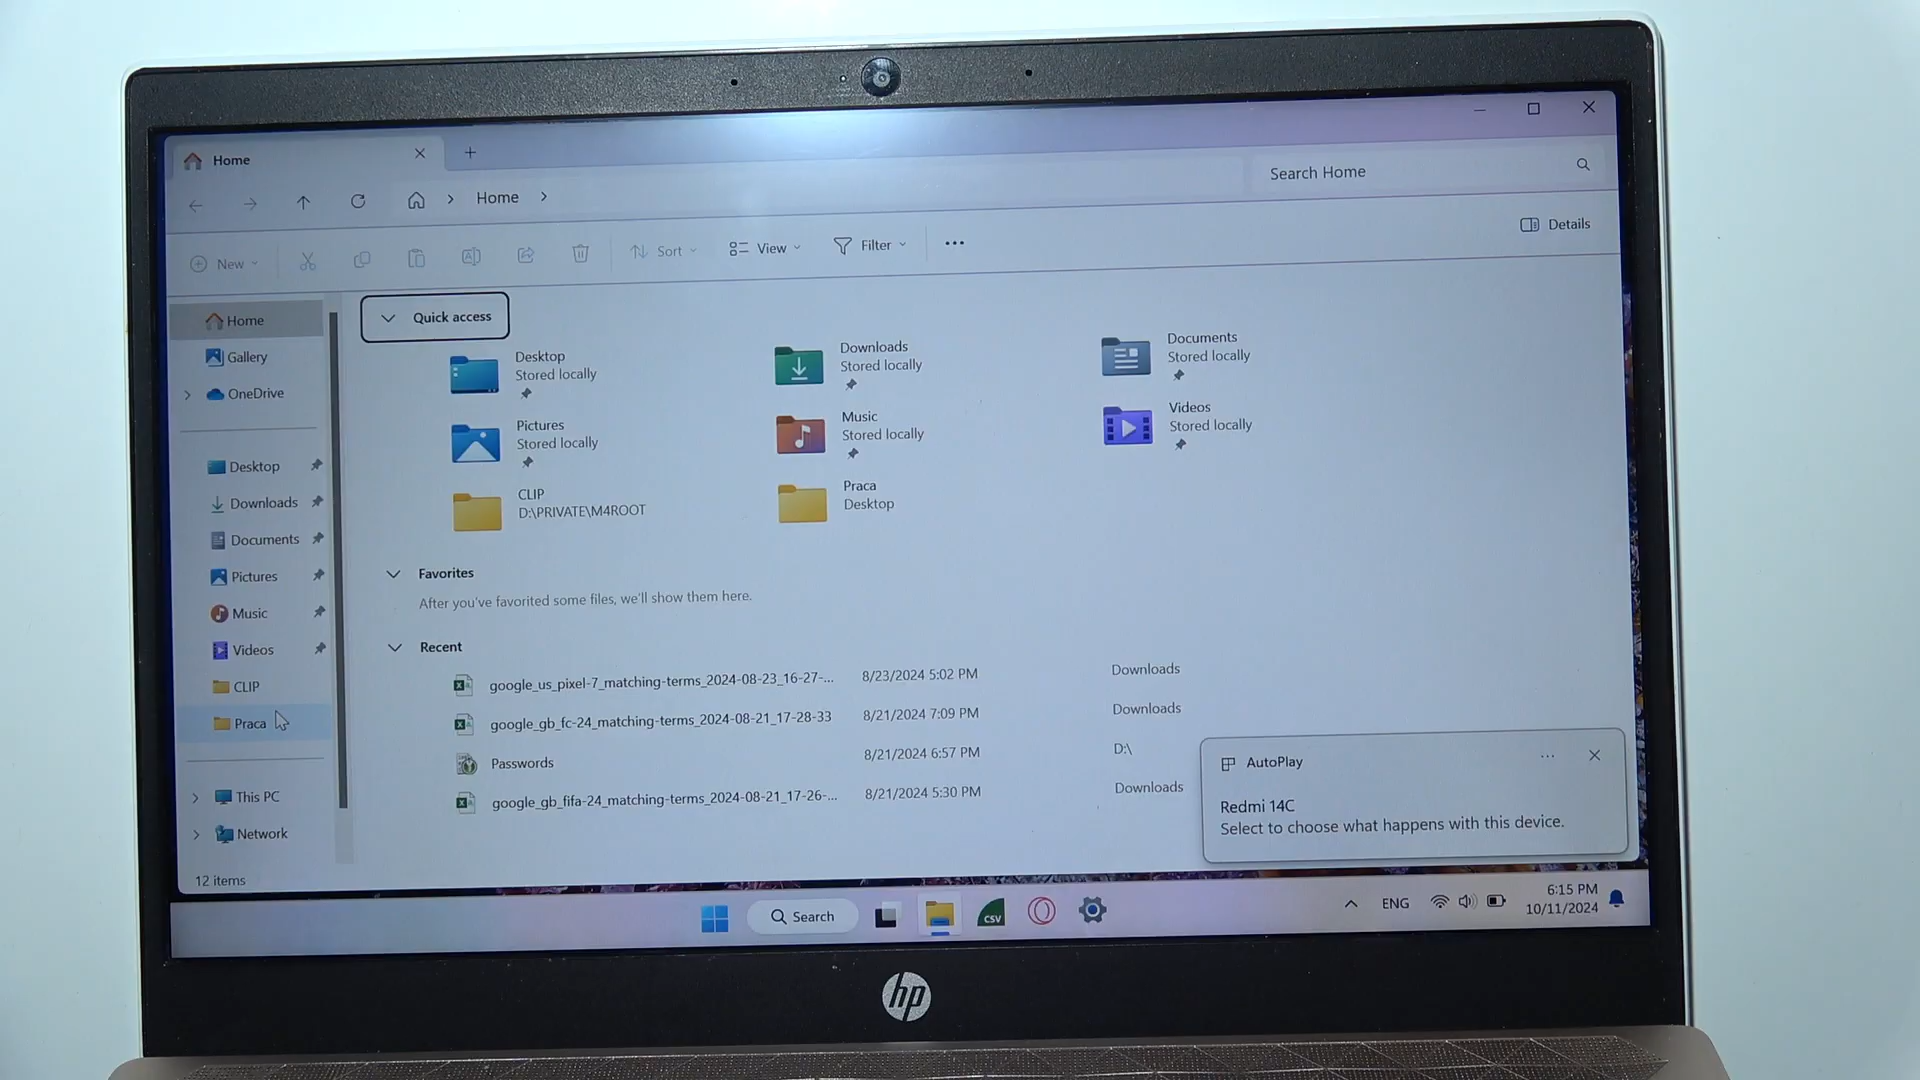 Home
Home
Search Home
New
Sort
View
Filter
Details
Home
Gallery
OneDrive
Desktop
Downloads
Documents
Pictures
Music
Videos
CLIP
Praca
This PC
Network
12 items
Quick access
Desktop
Stored locally
Downloads
Stored locally
Documents
Stored locally
Pictures
Stored locally
Music
Stored locally
Videos
Stored locally
CLIP
D:\PRIVATE\M4ROOT
Praca
Desktop
Favorites
After you've favorited some files, we'll show them here.
Recent
google_us_pixel-7_matching-terms_2024-08-23_16-27-... 8/23/2024 5:02 PM Downloads
google_gb_fc-24_matching-terms_2024-08-21_17-28-33 8/21/2024 7:09 PM Downloads
Passwords 8/21/2024 6:57 PM D:\
google_gb_fifa-24_matching-terms_2024-08-21_17-26-... 8/21/2024 5:30 PM Downloads
AutoPlay
Redmi 14C
Select to choose what happens with this device.
Search
CSV
ENG
6:15 PM
10/11/2024
hp